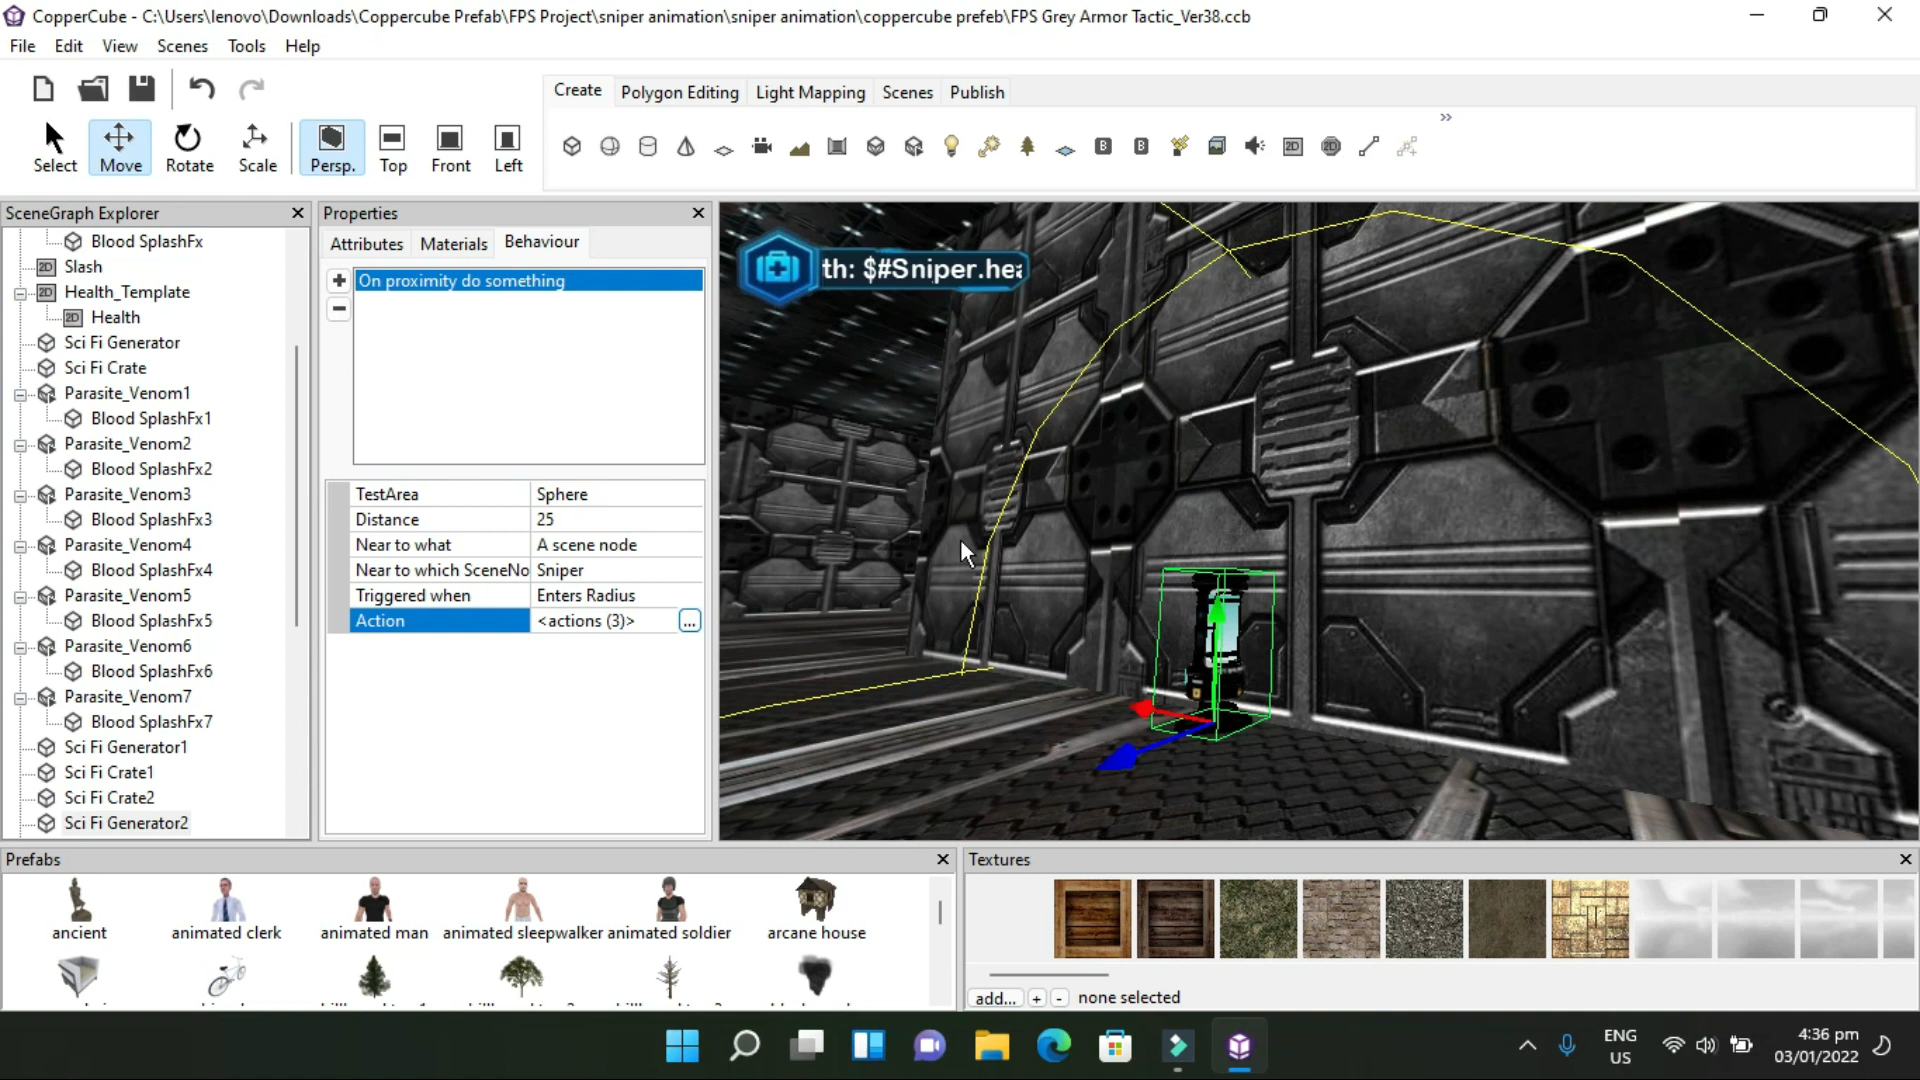 CopperCube - C:\Users\lenovo\Downloads\Coppercube Prefab\FPS Project\sniper animation\sniper animation\coppercube prefeb\FPS Grey Armor Tactic_Ver38.ccb
File Edit View Scenes Tools Help
Create Polygon Editing Light Mapping Scenes Publish
Select Move Rotate Scale Persp. Top Front Left
B B 2D 2D
SceneGraph Explorer
Blood SplashFx
2D Slash
2D Health_Template
2D Health
Sci Fi Generator
Sci Fi Crate
Parasite_Venom1
Blood SplashFx1
Parasite_Venom2
Blood SplashFx2
Parasite_Venom3
Blood SplashFx3
Parasite_Venom4
Blood SplashFx4
Parasite_Venom5
Blood SplashFx5
Parasite_Venom6
Blood SplashFx6
Parasite_Venom7
Blood SplashFx7
Sci Fi Generator1
Sci Fi Crate1
Sci Fi Crate2
Sci Fi Generator2
Properties
Attributes Materials Behaviour
On proximity do something
TestArea Sphere
Distance 25
Near to what A scene node
Near to which SceneNo Sniper
Triggered when Enters Radius
Action <actions (3)> ...
th: $#Sniper.hea
Prefabs
ancient animated clerk animated man animated sleepwalker animated soldier arcane house
Textures
add... + - none selected
ENG
US
4:36 pm
03/01/2022